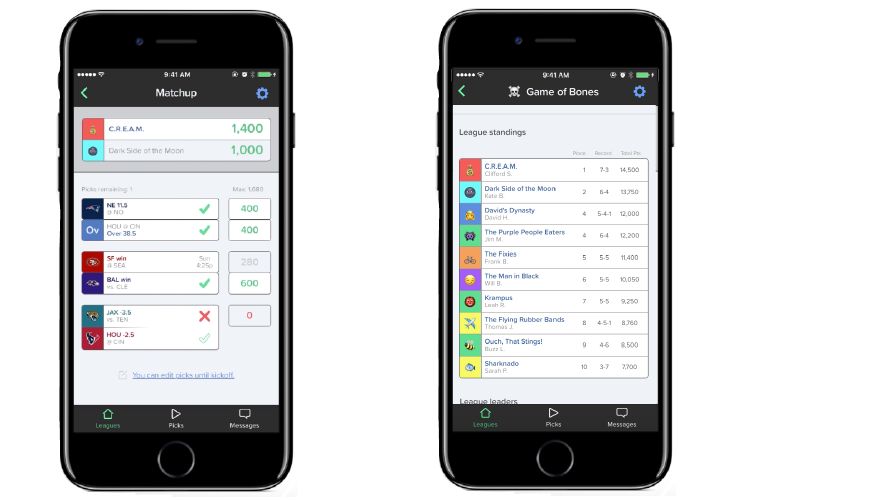 9:41 AM
Matchup
C.R.E.A.M. 1,400
Dark Side of the Moon 1,000
Picks remaining: 1 Max: 1,680
NE 11.5
@ NO
400
Ov HOU @ CIN
Over 38.5
400
SF win
@ SEA
Sun
4:25p
280
BAL win
vs. CLE
600
JAX -3.5
vs. TEN
0
HOU -2.5
@ CIN
You can edit picks until kickoff.
Leagues Picks Messages
9:41 AM
Game of Bones
League standings
Place Record Total Pts
C.R.E.A.M. 1 7-3 14,500
Clifford S.
Dark Side of the Moon 2 6-4 13,750
Kate B.
David's Dynasty 4 5-4-1 12,000
David H.
The Purple People Eaters 4 6-4 12,200
Jim M.
The Fixies 5 5-5 11,400
Frank B.
The Man in Black 6 5-5 10,050
Will B.
Krampus 7 5-5 9,250
Leah R.
The Flying Rubber Bands 8 4-5-1 8,760
Thomas J.
Ouch, That Stings! 9 4-6 8,500
Buzz L.
Sharknado 10 3-7 7,700
Sarah P.
League leaders
Leagues Picks Messages